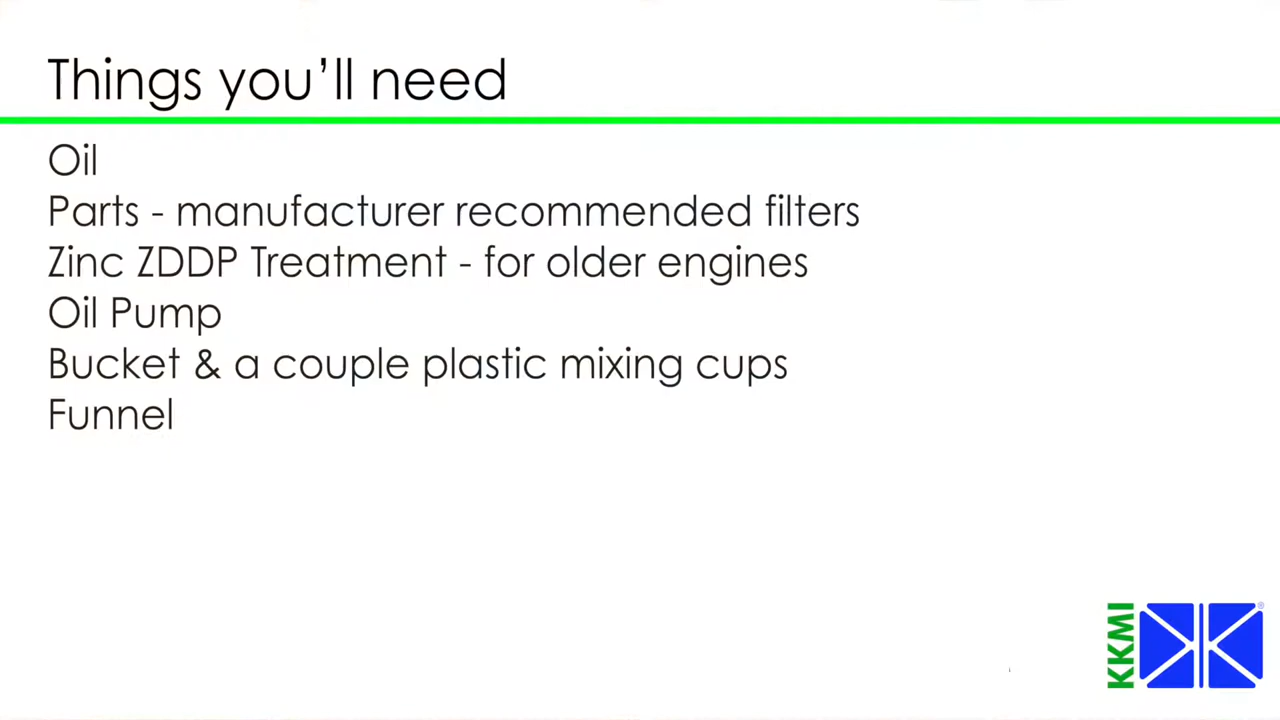 Things you'll need
Oil
Parts - manufacturer recommended filters
Zinc ZDDP Treatment - for older engines
Oil Pump
Bucket & a couple plastic mixing cups
Funnel
KKMI
®